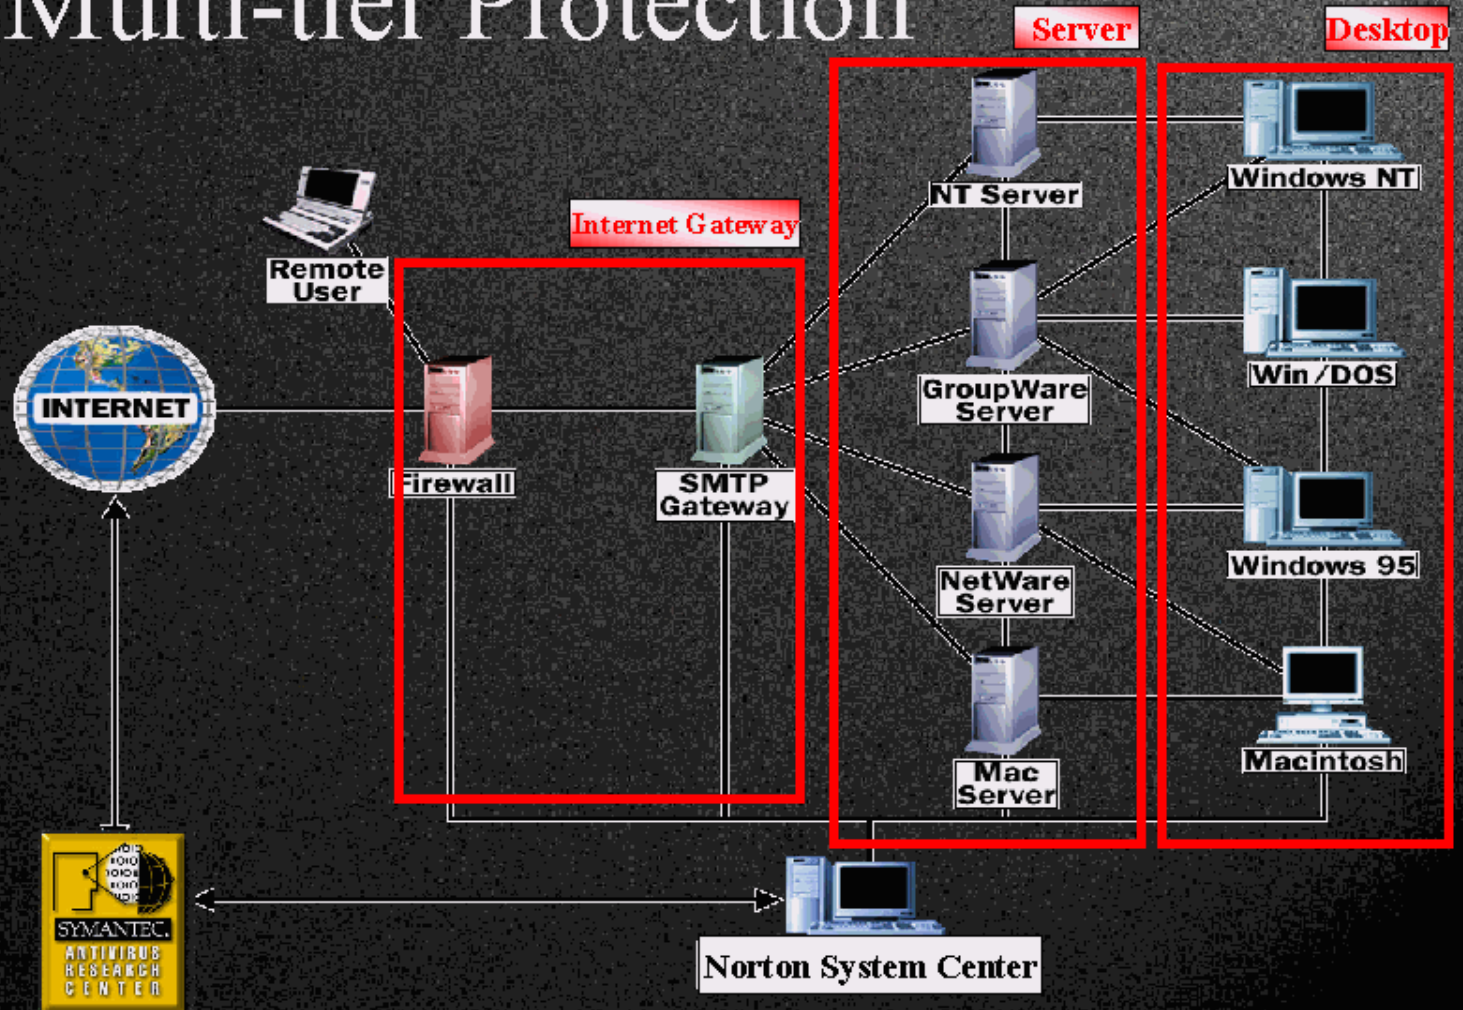 Multi-tier Protection
Server
Desktop
NT Server
Windows NT
Internet Gateway
Remote
User
INTERNET
Firewall
SMTP
Gateway
GroupWare
Server
Win/DOS
NetWare
Server
Windows 95
Mac
Server
Macintosh
SYMANTEC.
ANTIVIRUS
RESEARCH
CENTER
Norton System Center